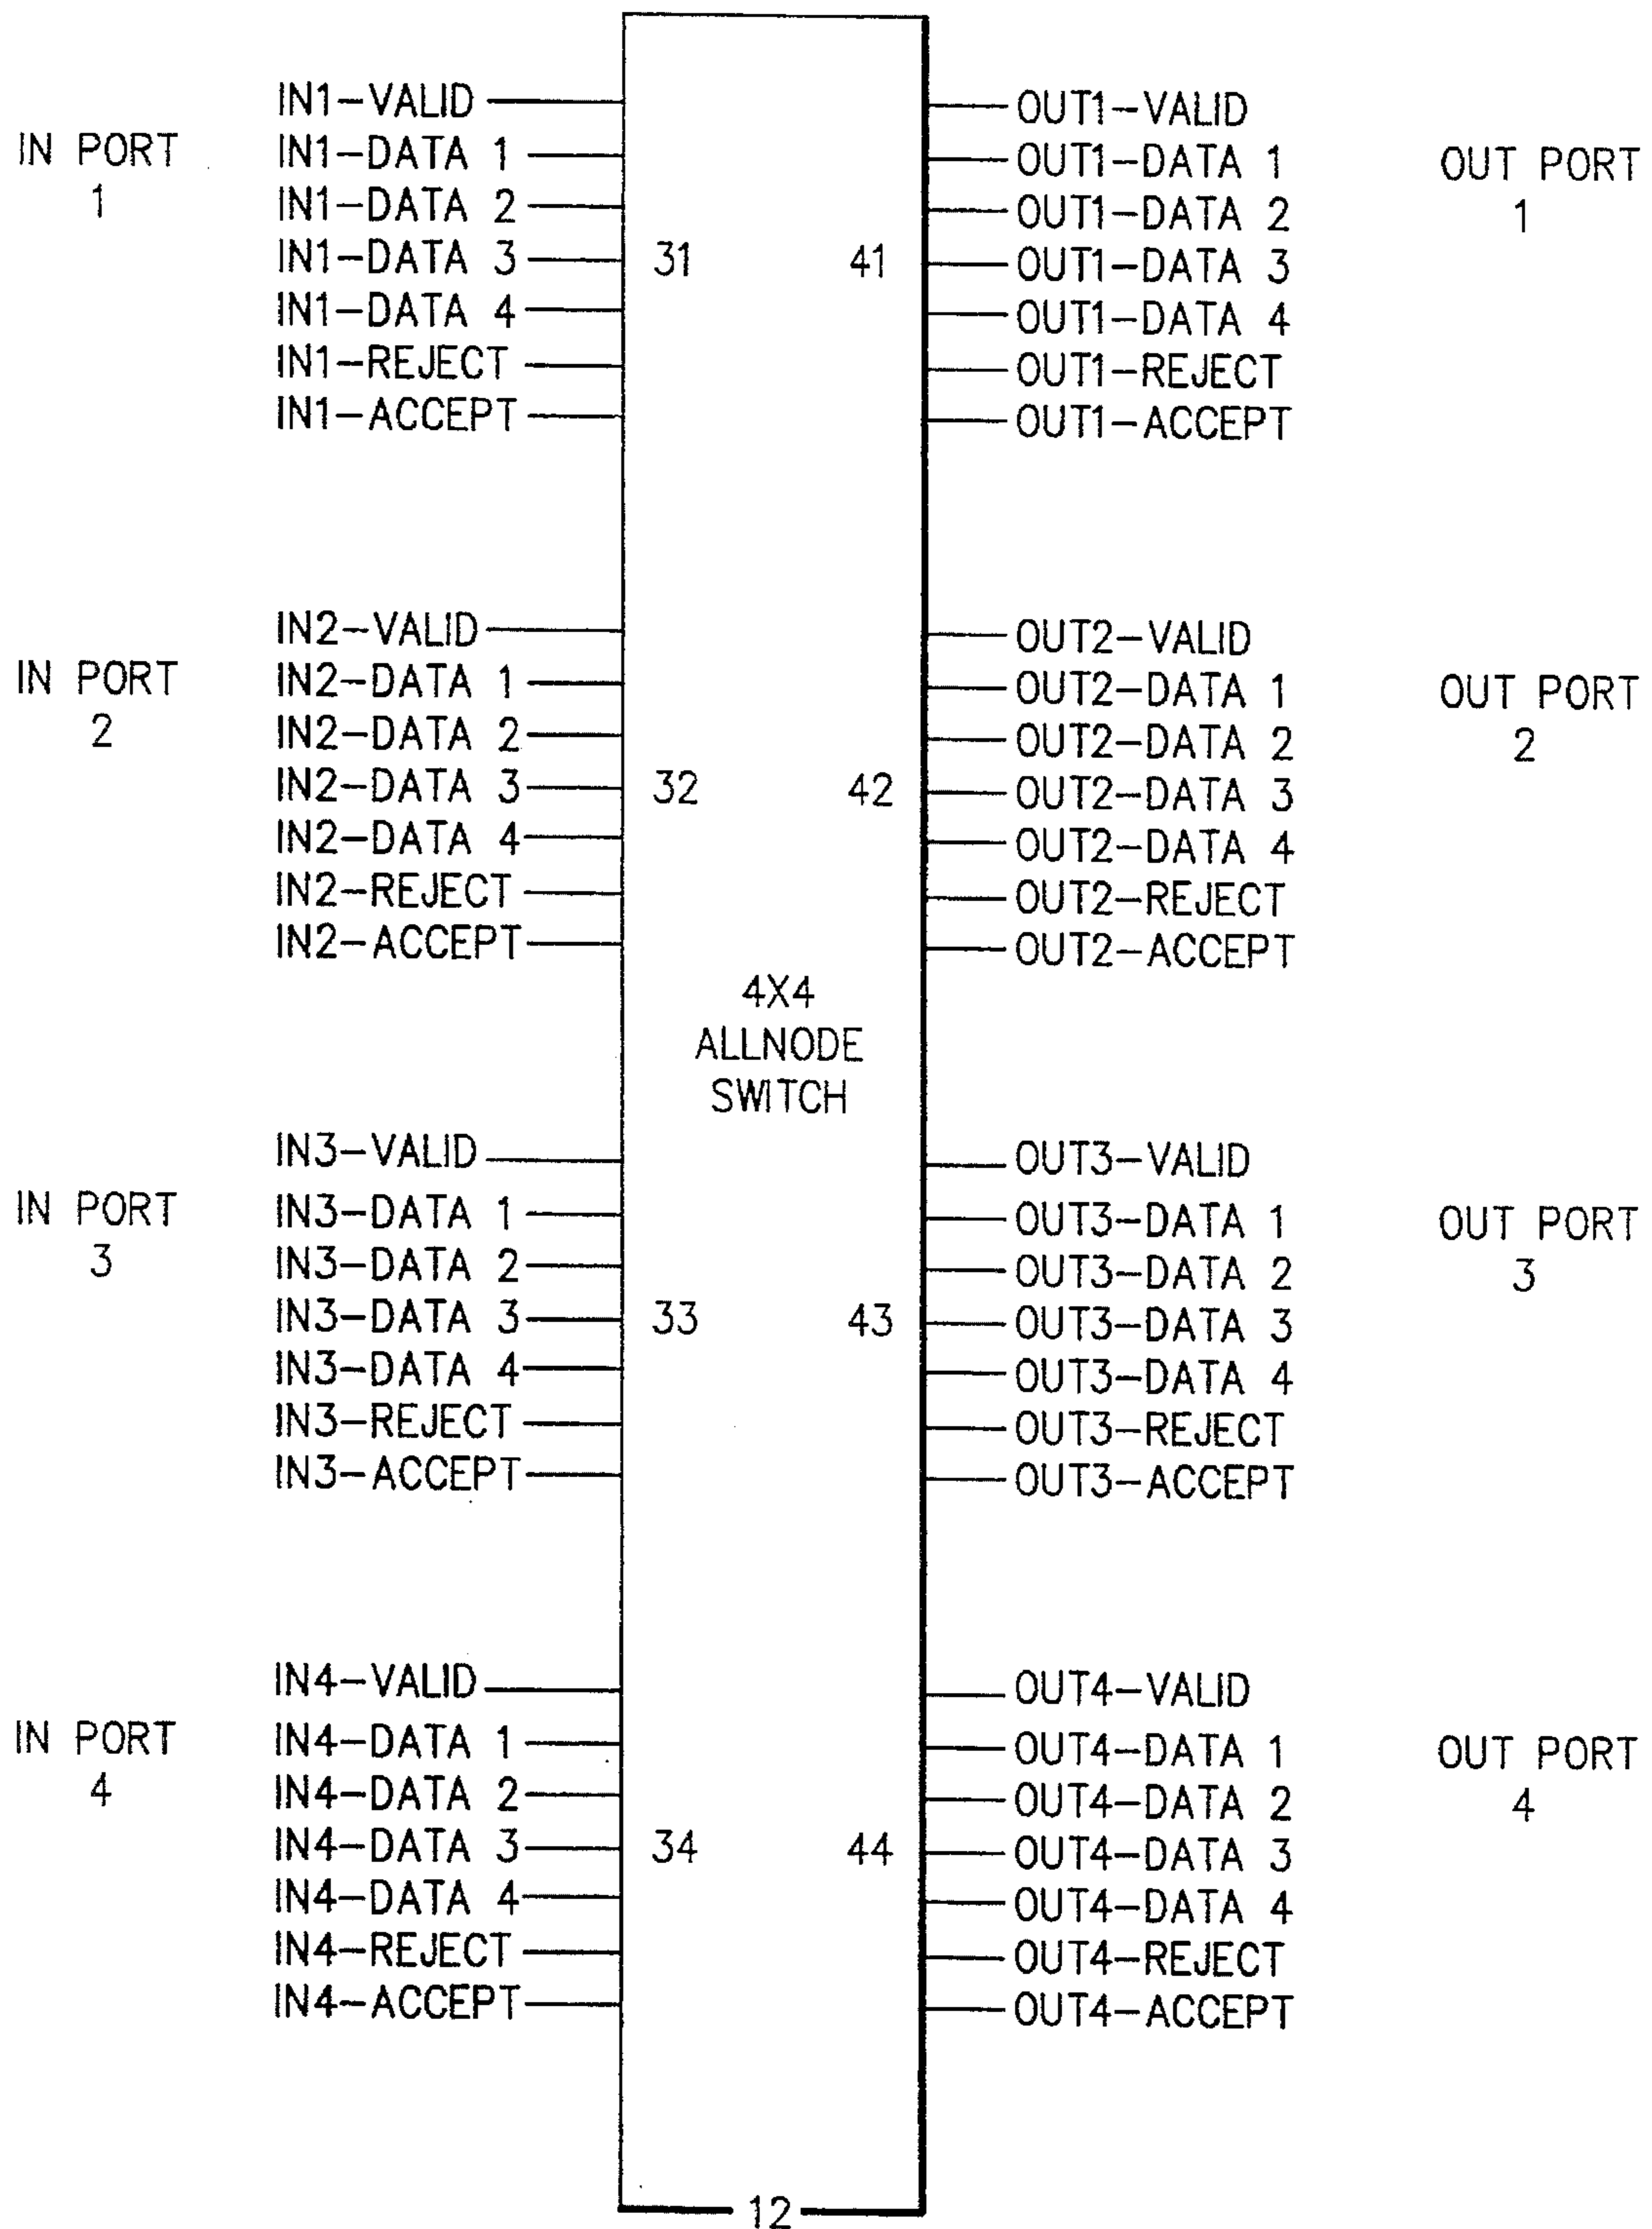 IN PORT
1
IN1-VALID
IN1-DATA 1
IN1-DATA 2
IN1-DATA 3
IN1-DATA 4
IN1-REJECT
IN1-ACCEPT
31
41
OUT1-VALID
OUT1-DATA 1
OUT1-DATA 2
OUT1-DATA 3
OUT1-DATA 4
OUT1-REJECT
OUT1-ACCEPT
OUT PORT
1
IN PORT
2
IN2-VALID
IN2-DATA 1
IN2-DATA 2
IN2-DATA 3
IN2-DATA 4
IN2-REJECT
IN2-ACCEPT
32
42
OUT2-VALID
OUT2-DATA 1
OUT2-DATA 2
OUT2-DATA 3
OUT2-DATA 4
OUT2-REJECT
OUT2-ACCEPT
OUT PORT
2
4X4
ALLNODE
SWITCH
IN PORT
3
IN3-VALID
IN3-DATA 1
IN3-DATA 2
IN3-DATA 3
IN3-DATA 4
IN3-REJECT
IN3-ACCEPT
33
43
OUT3-VALID
OUT3-DATA 1
OUT3-DATA 2
OUT3-DATA 3
OUT3-DATA 4
OUT3-REJECT
OUT3-ACCEPT
OUT PORT
3
IN PORT
4
IN4-VALID
IN4-DATA 1
IN4-DATA 2
IN4-DATA 3
IN4-DATA 4
IN4-REJECT
IN4-ACCEPT
34
44
OUT4-VALID
OUT4-DATA 1
OUT4-DATA 2
OUT4-DATA 3
OUT4-DATA 4
OUT4-REJECT
OUT4-ACCEPT
OUT PORT
4
12